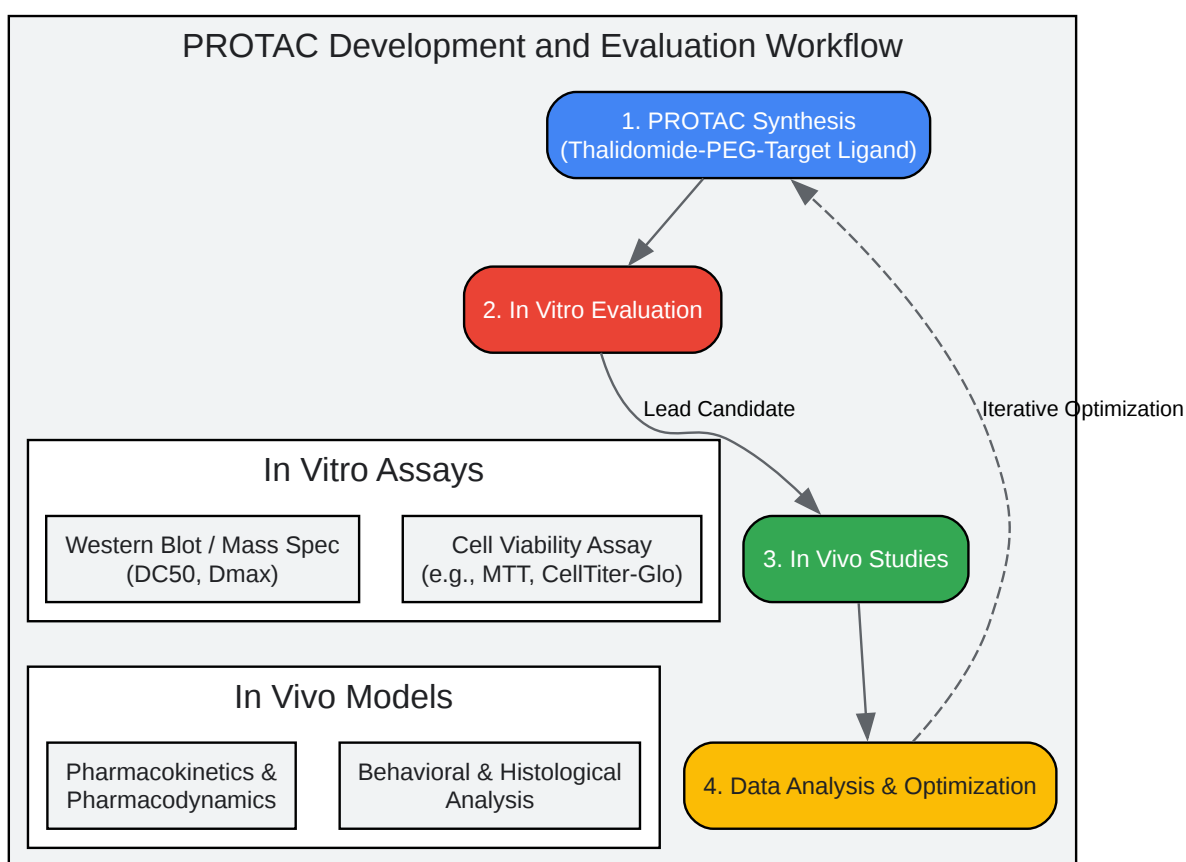 PROTAC Development and Evaluation Workflow
1. PROTAC Synthesis
(Thalidomide-PEG-Target Ligand)
2. In Vitro Evaluation
Lead Candidate
Iterative Optimization
In Vitro Assays
Western Blot / Mass Spec
(DC50, Dmax)
Cell Viability Assay
(e.g., MTT, CellTiter-Glo)
3. In Vivo Studies
In Vivo Models
Pharmacokinetics &
Pharmacodynamics
Behavioral & Histological
Analysis
4. Data Analysis & Optimization